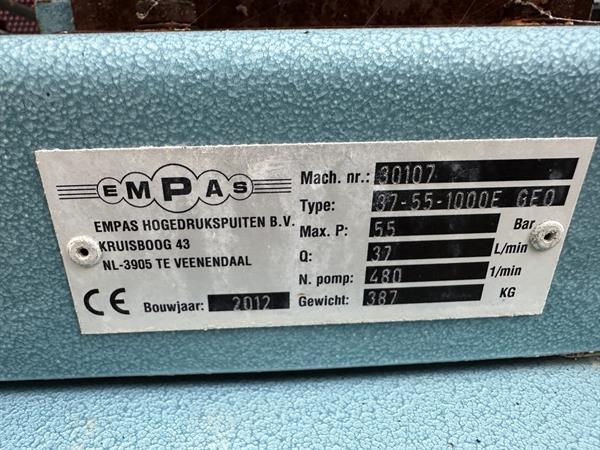 EMPAS
EMPAS HOGEDRUKSPUITEN B.V.
KRUISBOOG 43
NL-3905 TE VEENENDAAL
CE Bouwjaar: 2012
Mach. nr.: 30107
Type: 37-55-1000E GEO
Max. P: 55 Bar
Q: 37 L/min
N. pomp: 480 1/min
Gewicht: 387 KG